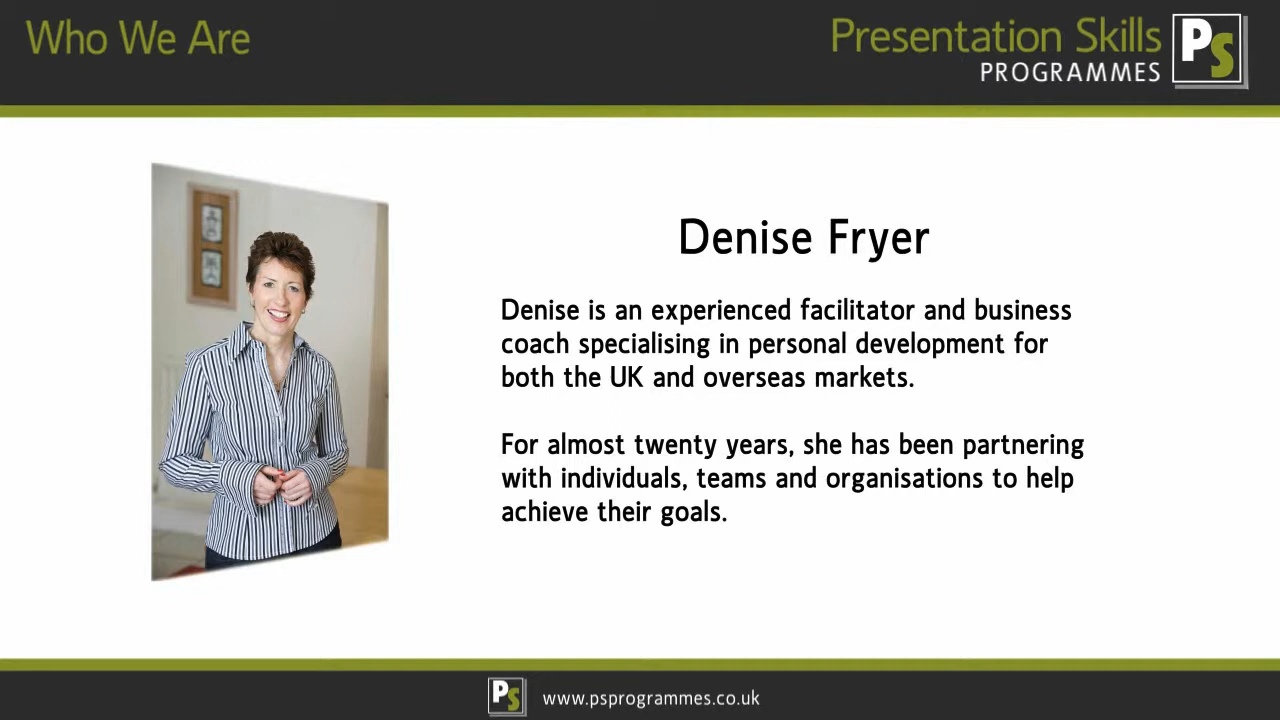 Who We Are
Presentation Skills
PROGRAMMES
PS
Denise Fryer
Denise is an experienced facilitator and business
coach specialising in personal development for
both the UK and overseas markets.
For almost twenty years, she has been partnering
with individuals, teams and organisations to help
achieve their goals.
PS
www.psprogrammes.co.uk